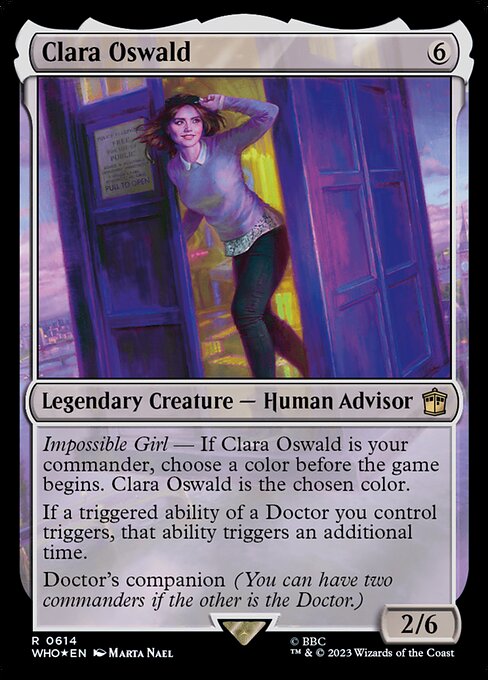 Clara Oswald 6
POLICE TELEPHONE
FREE
FOR USE OF
PUBLIC
PULL TO OPEN
Legendary Creature — Human Advisor
Impossible Girl — If Clara Oswald is your
commander, choose a color before the game
begins. Clara Oswald is the chosen color.
If a triggered ability of a Doctor you control
triggers, that ability triggers an additional
time.
Doctor's companion (You can have two
commanders if the other is the Doctor.)
2/6
R 0614
WHO★EN Marta Nael
© BBC
™ & © 2023 Wizards of the Coast